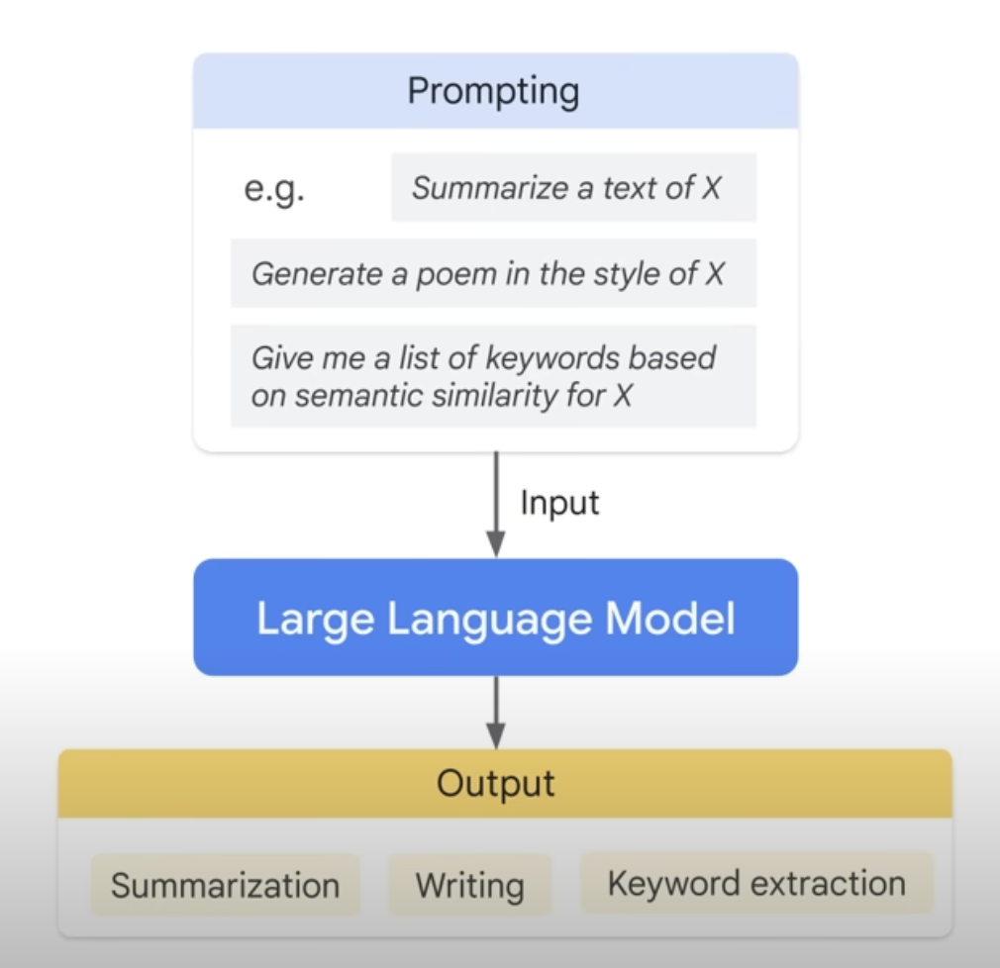 Prompting
e.g.
Summarize a text of X
Generate a poem in the style of X
Give me a list of keywords based
on semantic similarity for X
Input
Large Language Model
Output
Summarization
Writing
Keyword extraction